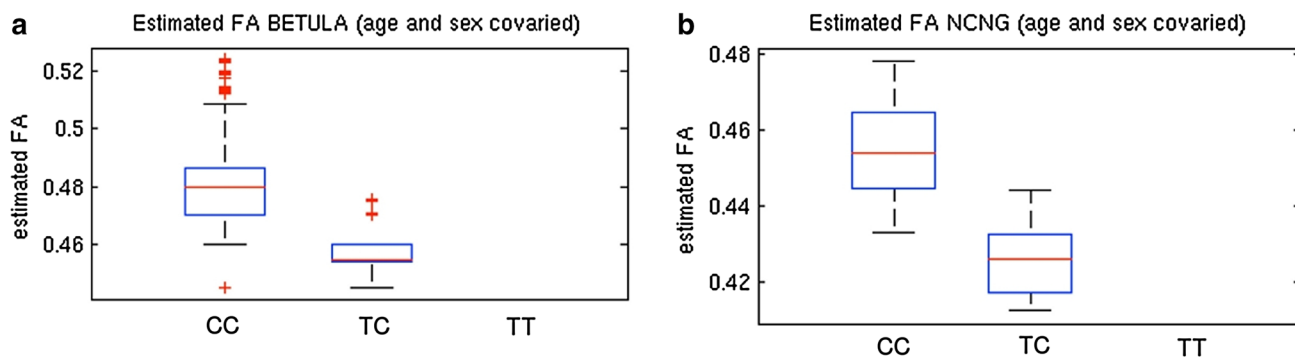 a
Estimated FA BETULA (age and sex covaried)
estimated FA
0.52
0.5
0.48
0.46
CC TC TT
b
Estimated FA NCNG (age and sex covaried)
estimated FA
0.48
0.46
0.44
0.42
CC TC TT